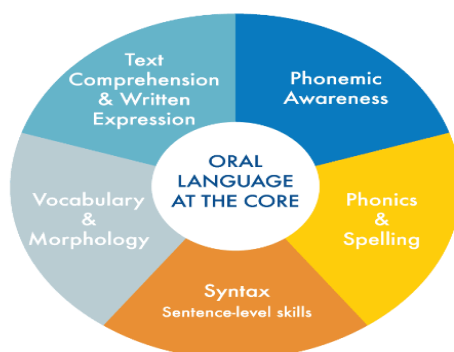 Text
Comprehension
& Written
Expression
Phonemic
Awareness
ORAL
LANGUAGE
AT THE CORE
Vocabulary
&
Morphology
Phonics
&
Spelling
Syntax
Sentence-level skills